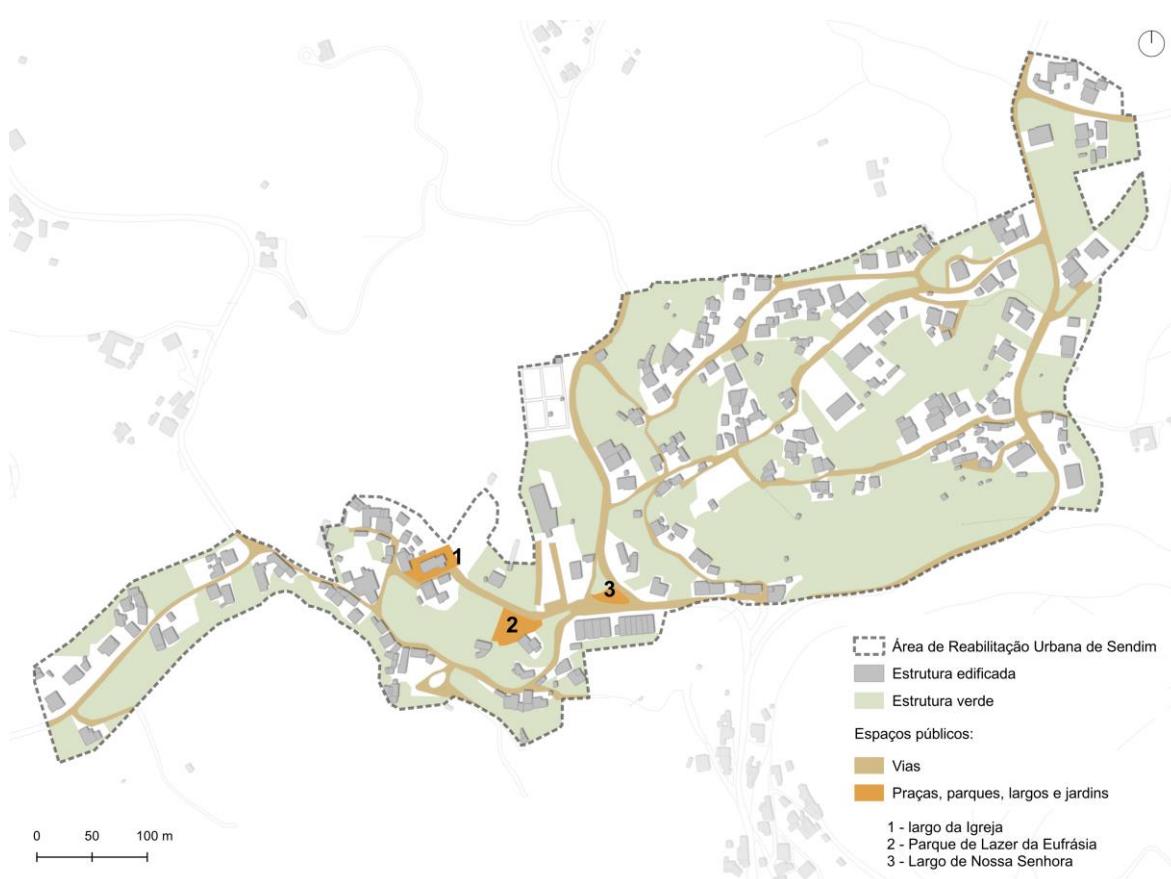 1
2
3
Área de Reabilitação Urbana de Sendim
Estrutura edificada
Estrutura verde
Espaços públicos:
Vias
Praças, parques, largos e jardins
1 - largo da Igreja
2 - Parque de Lazer da Eufrásia
3 - Largo de Nossa Senhora
0 50 100 m